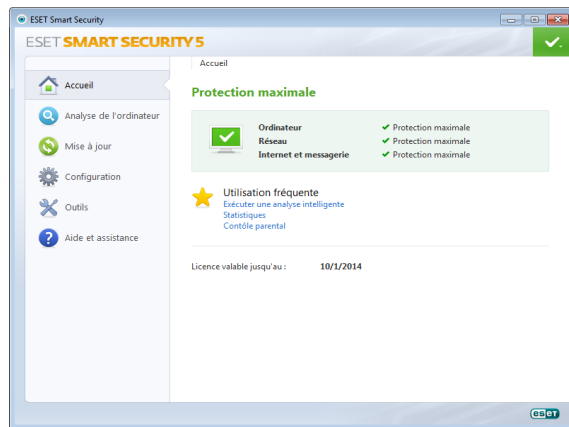 ESET Smart Security
ESET SMART SECURITY 5
Accueil
Accueil
Analyse de l'ordinateur
Mise à jour
Configuration
Outils
Aide et assistance
Protection maximale
Ordinateur Protection maximale
Réseau Protection maximale
Internet et messagerie Protection maximale
Utilisation fréquente
Exécuter une analyse intelligente
Statistiques
Contôle parental
Licence valable jusqu'au : 10/1/2014
eseT